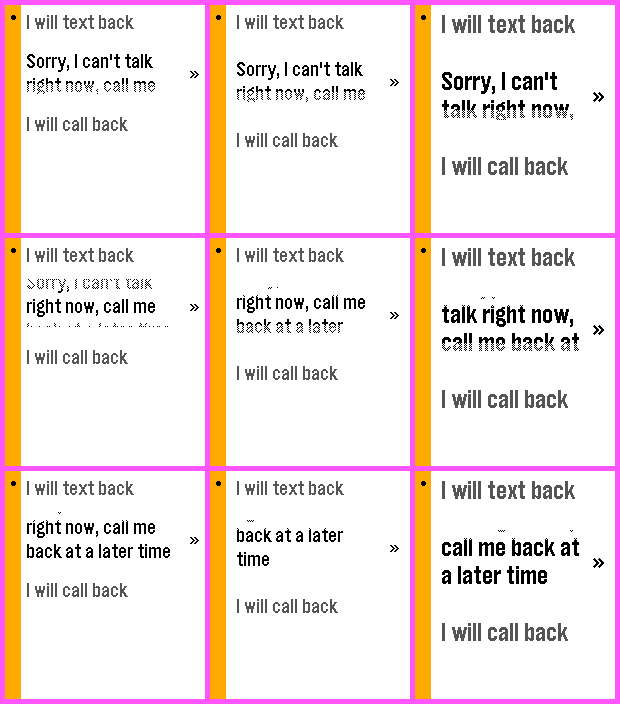 I will text back
Sorry, I can't talk
right now, call me
»
I will call back
I will text back
Sorry, I can't talk
right now, call me
»
I will call back
I will text back
Sorry, I can't
talk right now,
»
I will call back
I will text back
Sorry, I can't talk
right now, call me
»
I will call back
I will text back
right now, call me
back at a later
»
I will call back
I will text back
talk right now,
call me back at
»
I will call back
I will text back
right now, call me
back at a later time
»
I will call back
I will text back
back at a later
time
»
I will call back
I will text back
call me back at
a later time
»
I will call back